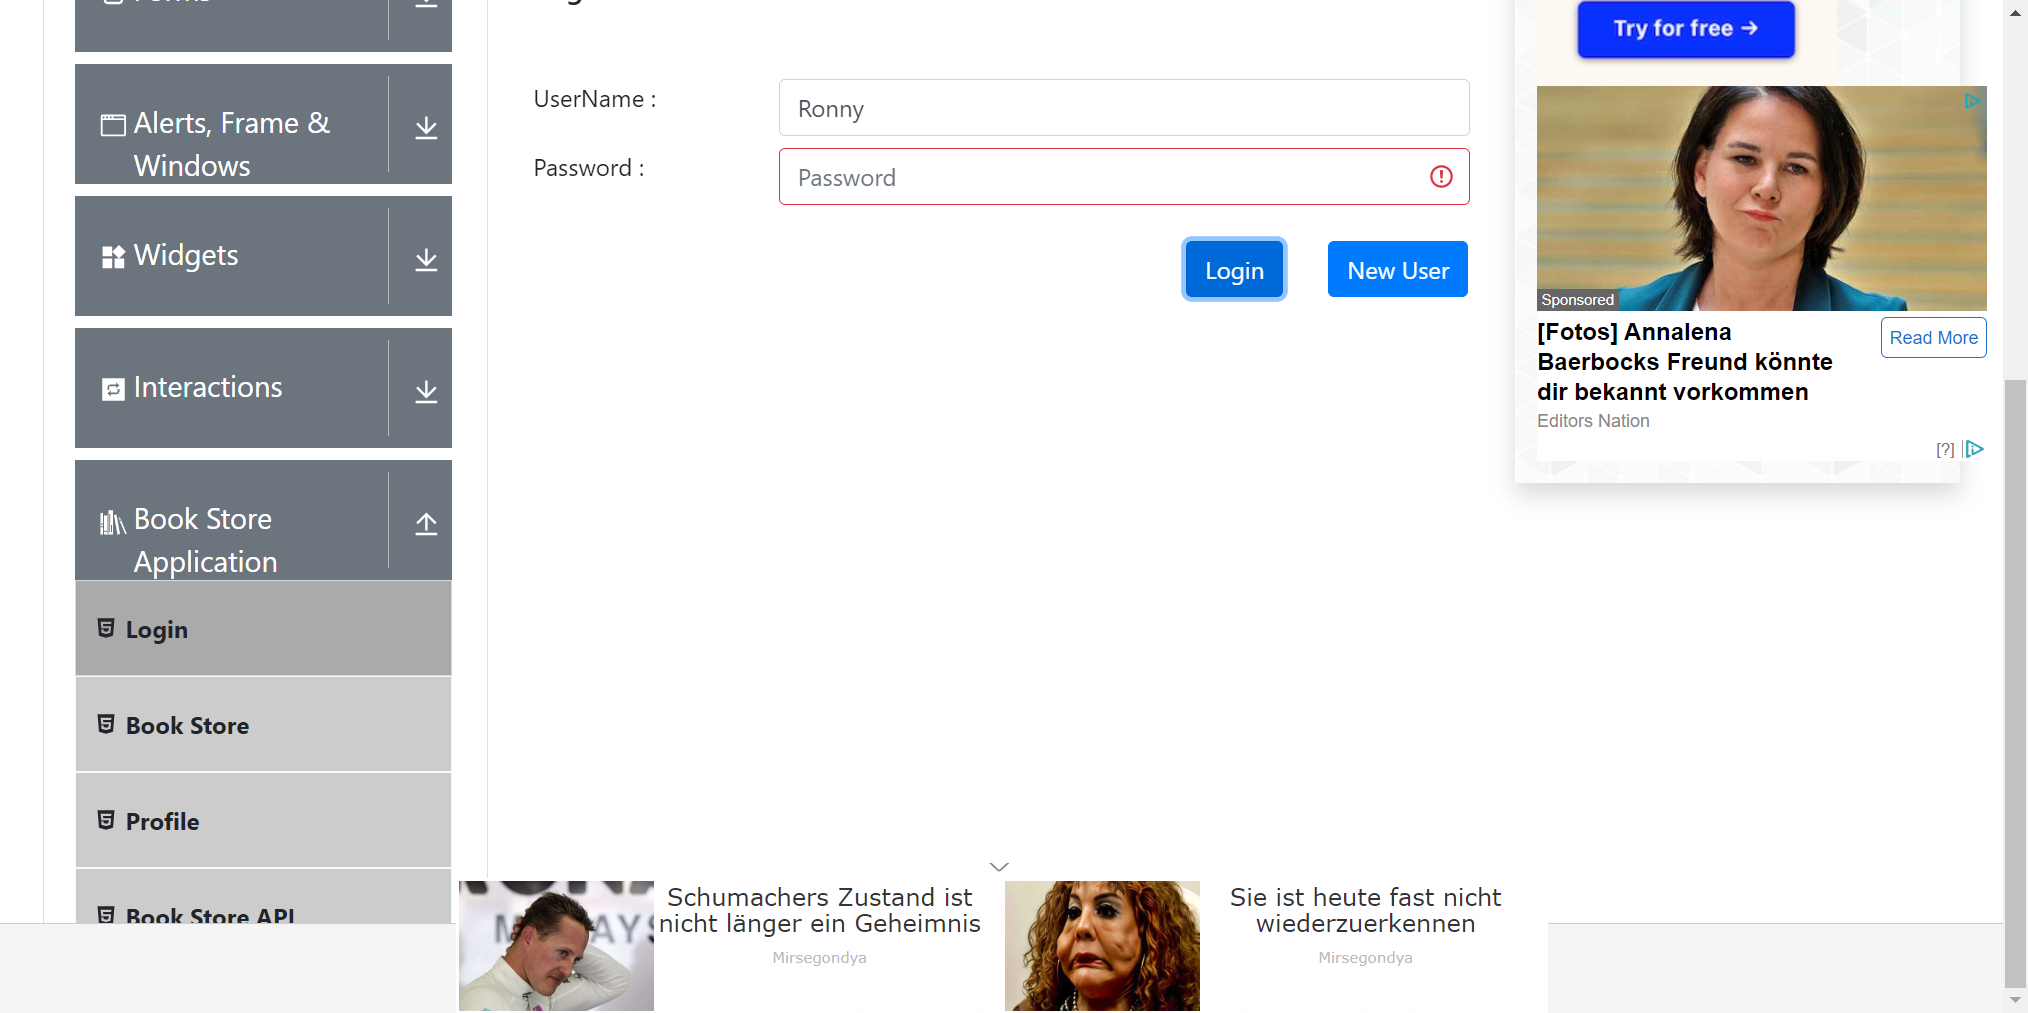 Alerts, Frame &
Windows
Widgets
Interactions
Book Store
Application
Login
Book Store
Profile
Book Store API
UserName :
Ronny
Password :
Password
Login
New User
Try for free →
Sponsored
[Fotos] Annalena
Baerbocks Freund könnte
dir bekannt vorkommen
Read More
Editors Nation
[?]
Schumachers Zustand ist
nicht länger ein Geheimnis
Mirsegondya
Sie ist heute fast nicht
wiederzuerkennen
Mirsegondya